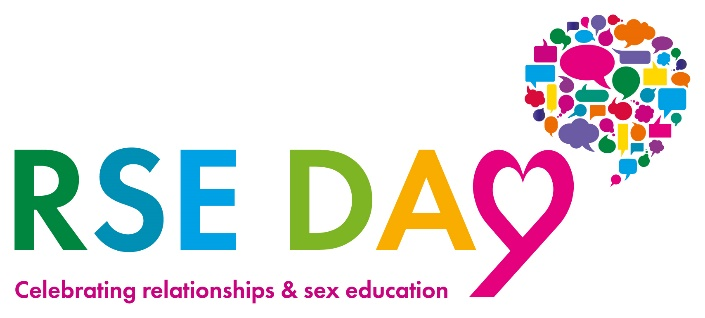 RSE DAY
Celebrating relationships & sex education